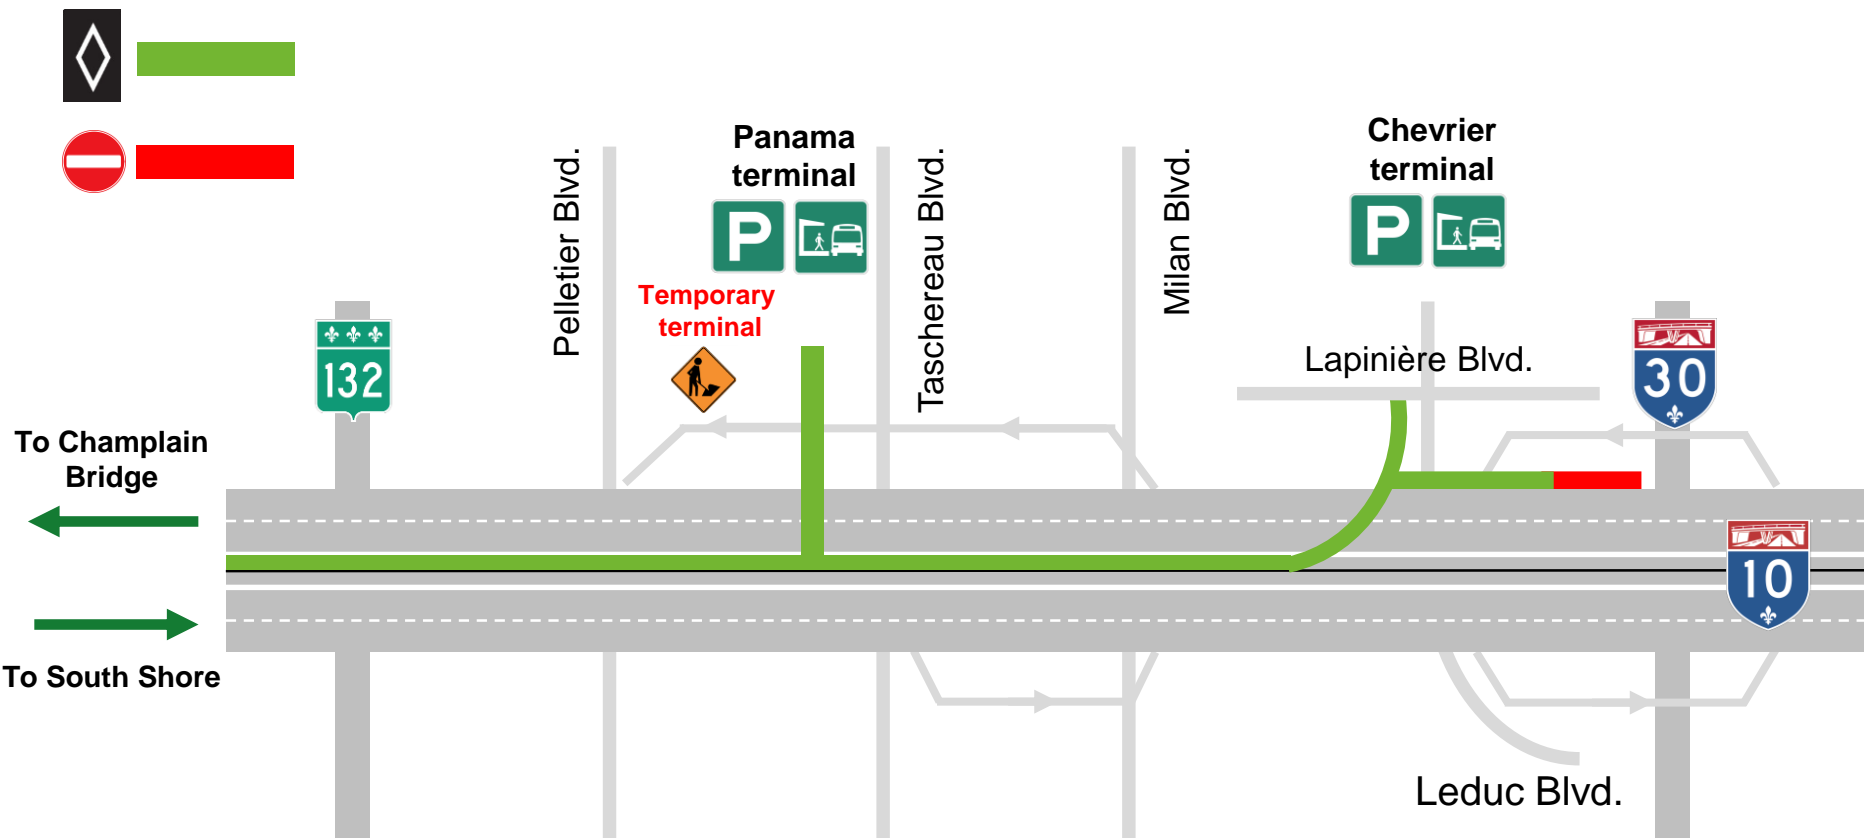 Panama
terminal
P
Chevrier
terminal
P
Pelletier Blvd.
Taschereau Blvd.
Milan Blvd.
Temporary
terminal
132
Lapinière Blvd.
30
To Champlain
Bridge
10
To South Shore
Leduc Blvd.